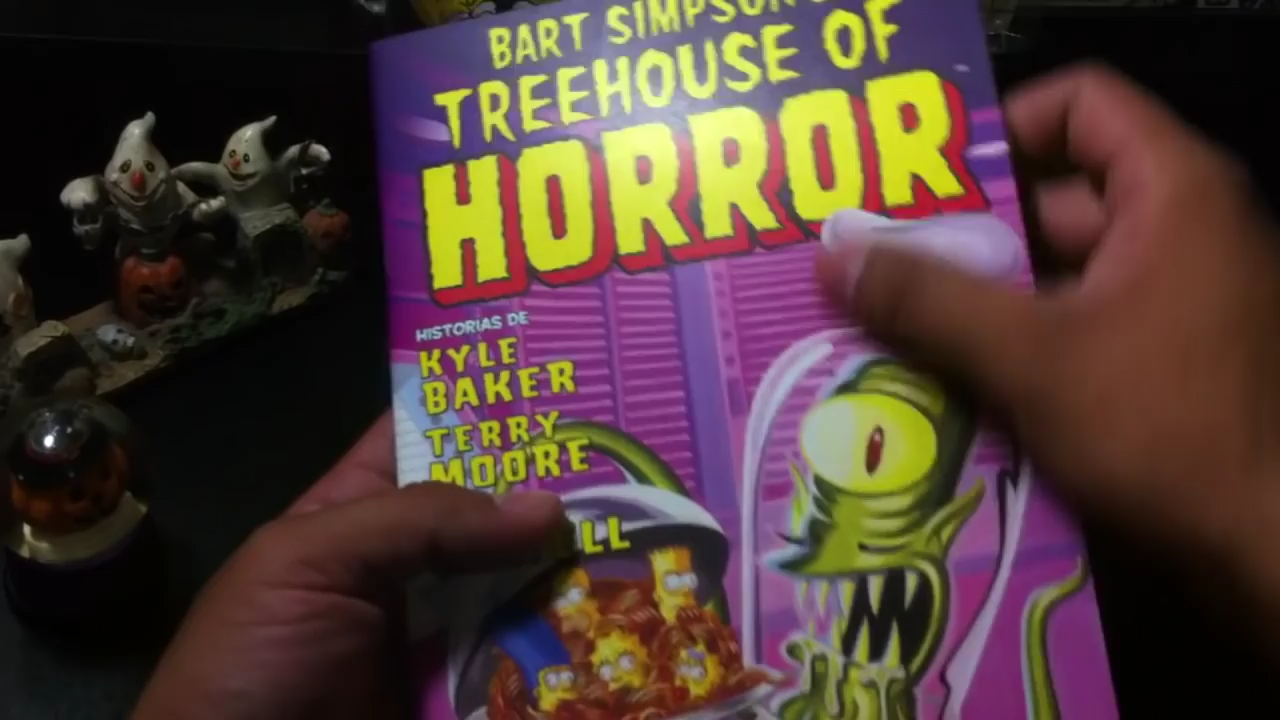 BART SIMPSON
TREEHOUSE OF
HORROR
HISTORIAS DE
KYLE
BAKER
TERRY
MOORE